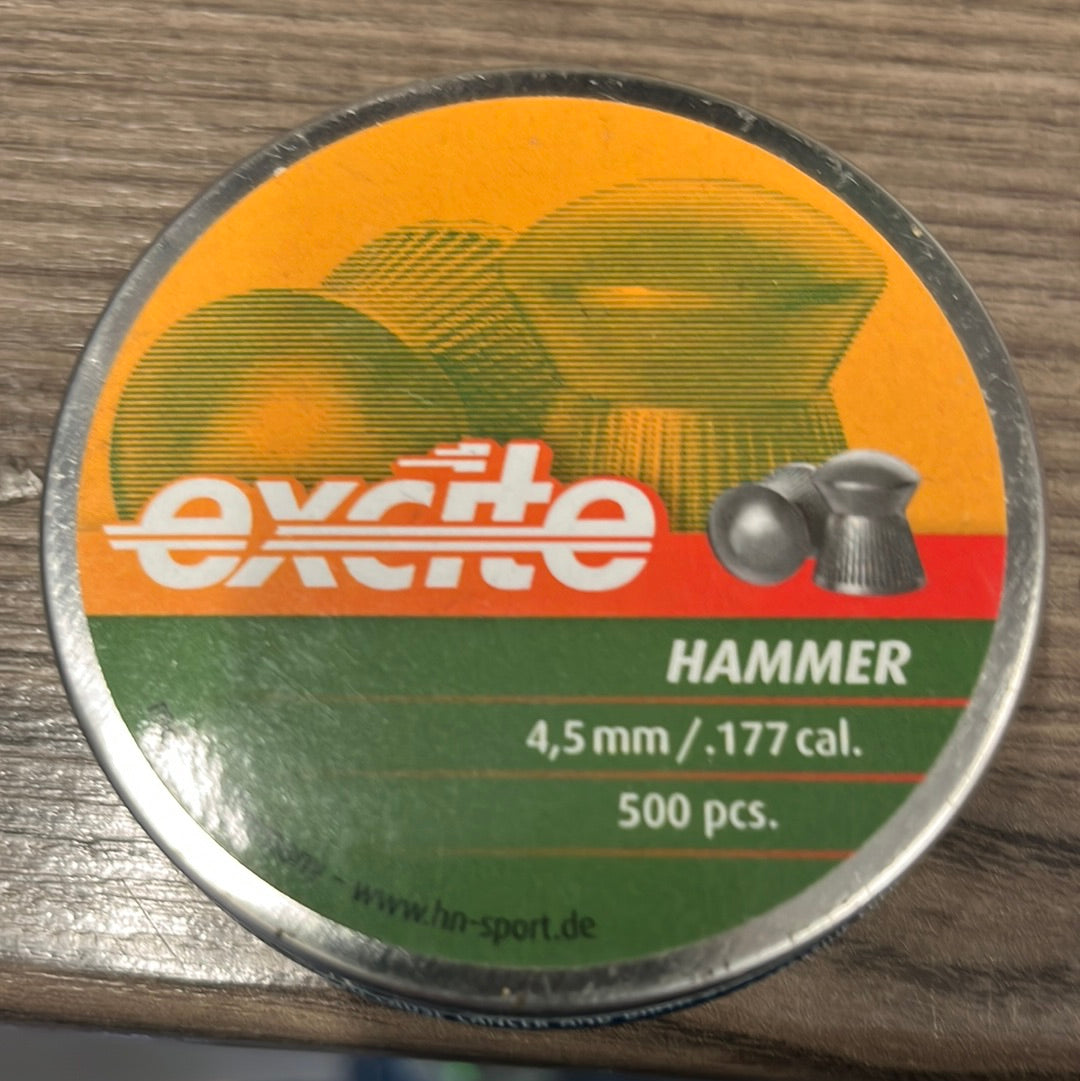 excite
HAMMER
4,5 mm / .177 cal.
500 pcs.
- www.hn-sport.de